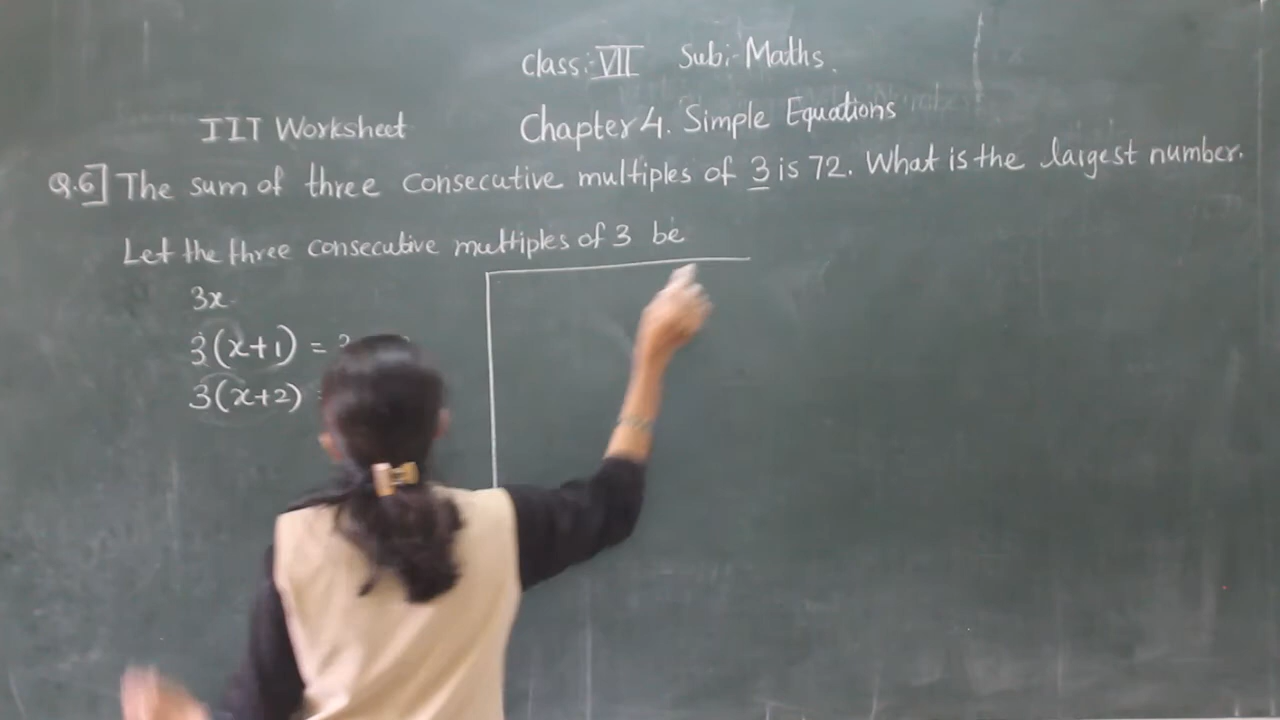 Class:- VII Sub:- Maths.
IIT Worksheet Chapter 4. Simple Equations
Q.6] The sum of three consecutive multiples of 3 is 72. What is the largest number.
Let the three consecutive multiples of 3 be
3x
3(x+1) =
3(x+2)